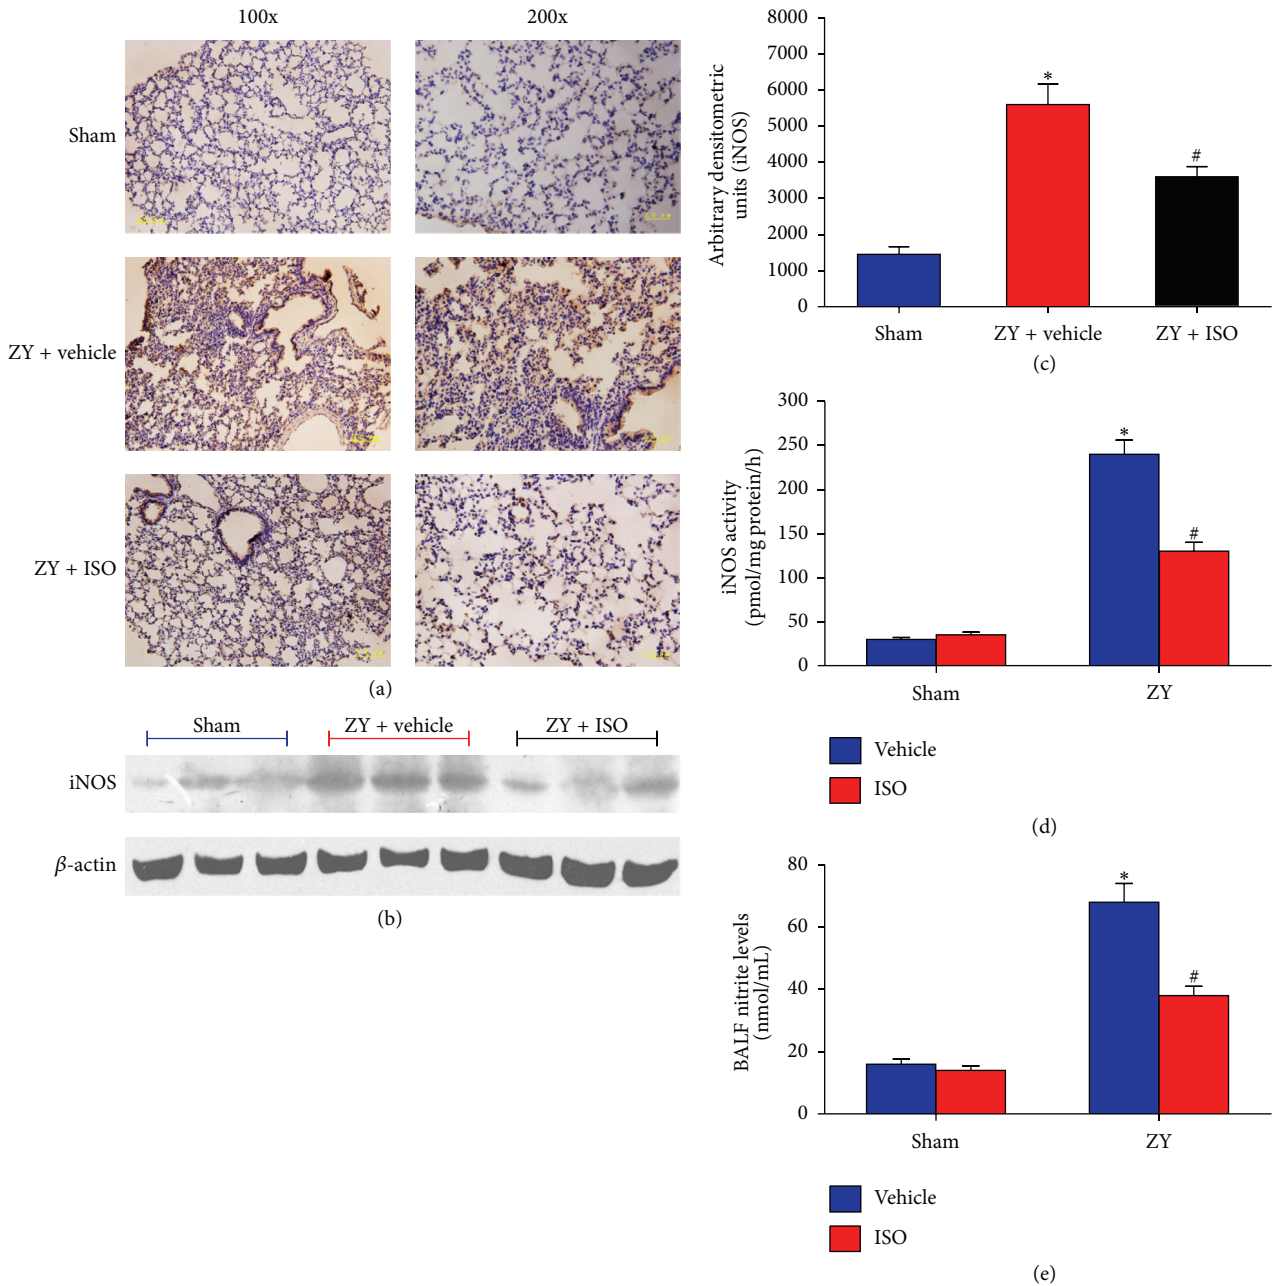 100x
200x
Sham
ZY + vehicle
ZY + ISO
(a)
Sham
ZY + vehicle
ZY + ISO
iNOS
β-actin
(b)
8000
7000
6000
5000
4000
3000
2000
1000
0
Arbitrary densitometric
units (iNOS)
*
#
Sham
ZY + vehicle
ZY + ISO
(c)
300
250
200
150
100
50
0
iNOS activity
(pmol/mg protein/h)
*
#
Sham
ZY
Vehicle
ISO
(d)
80
60
40
20
0
BALF nitrite levels
(nmol/mL)
*
#
Sham
ZY
Vehicle
ISO
(e)